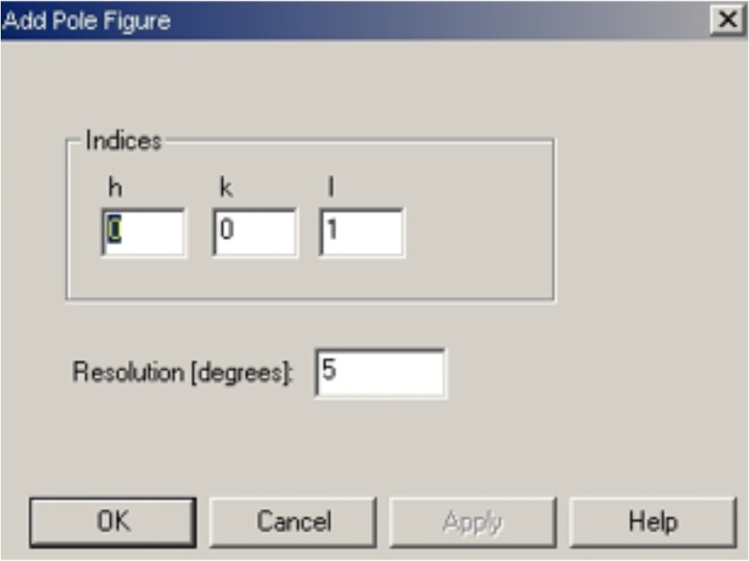 Add Pole Figure
Indices
h k l
0 0 1
Resolution [degrees]: 5
OK Cancel Apply Help